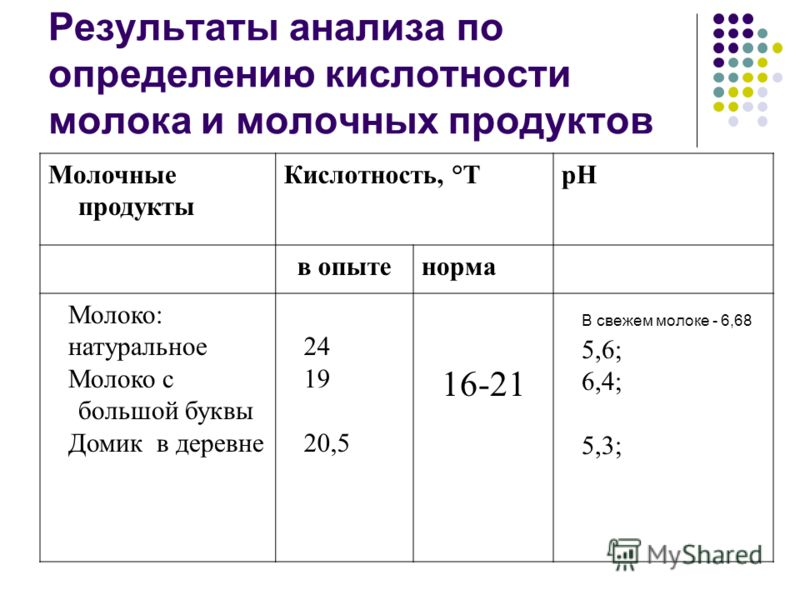 Результаты анализа по
определению кислотности
молока и молочных продуктов
Молочные
продукты
Кислотность, °Т
рН
в опыте
норма
Молоко:
натуральное
Молоко с
большой буквы
Домик в деревне
24
19
20,5
16-21
В свежем молоке - 6,68
5,6;
6,4;
5,3;
MyShared